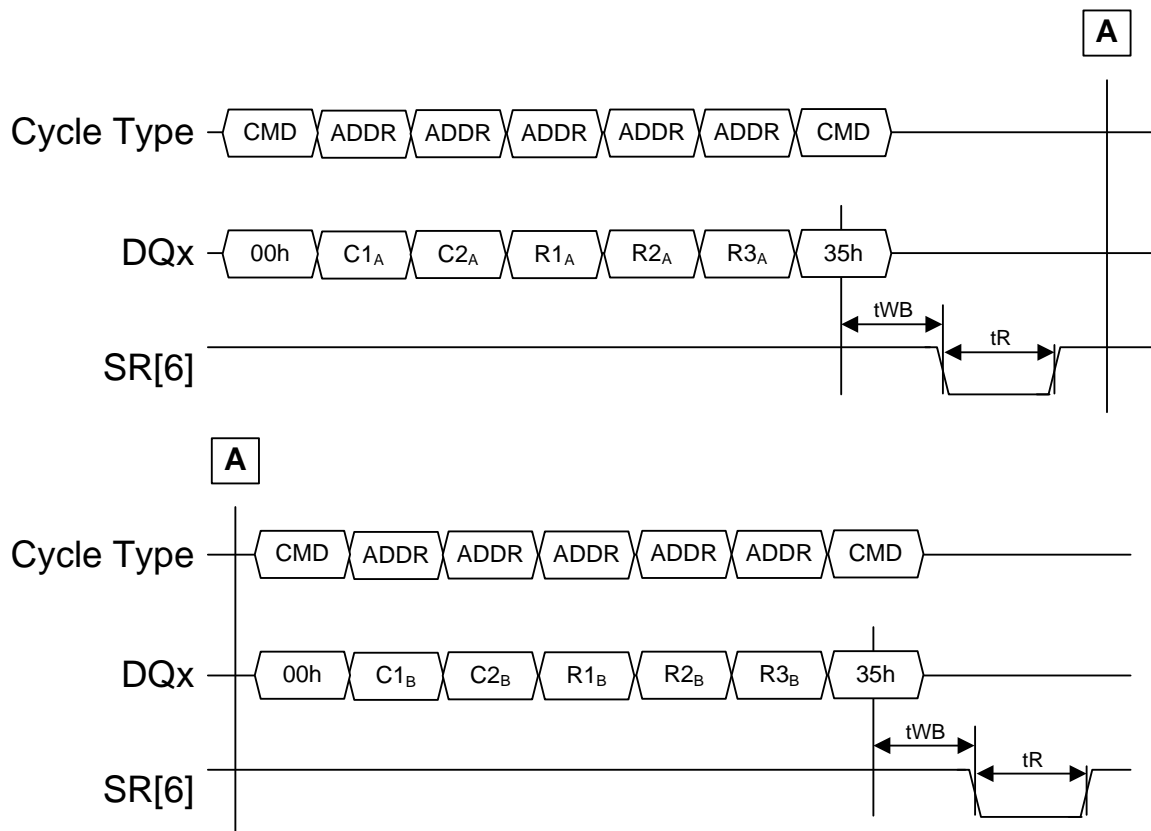 A
Cycle Type CMD ADDR ADDR ADDR ADDR ADDR CMD
DQx 00h C1A C2A R1A R2A R3A 35h
tWB
tR
SR[6]
A
Cycle Type CMD ADDR ADDR ADDR ADDR ADDR CMD
DQx 00h C1B C2B R1B R2B R3B 35h
tWB
tR
SR[6]